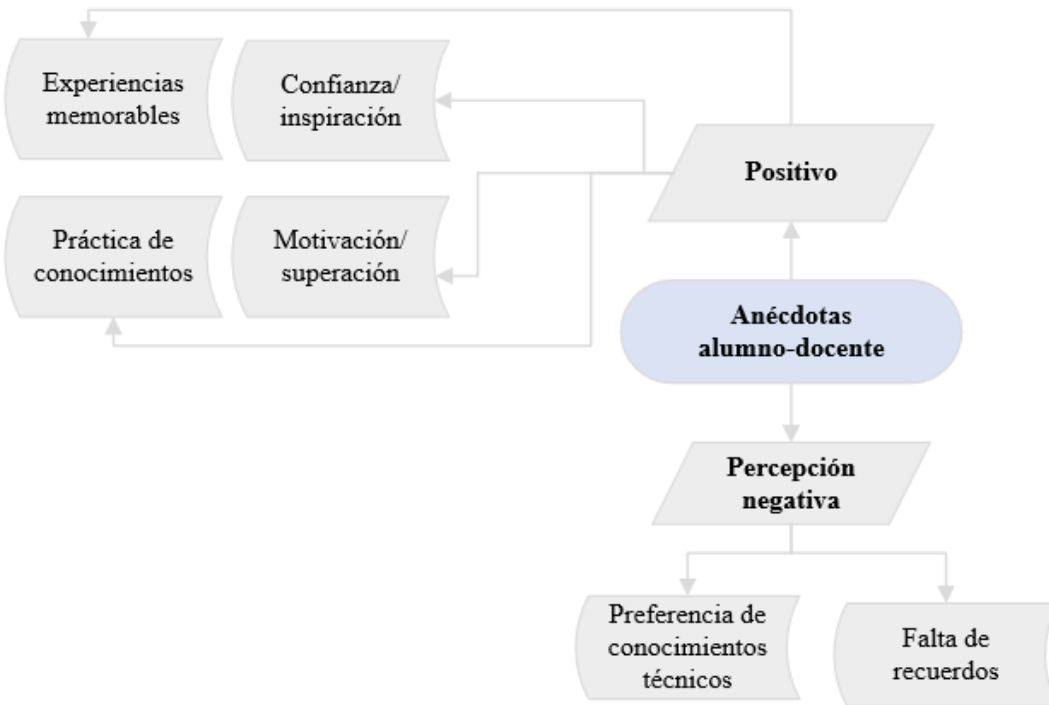 Experiencias
memorables
Confianza/
inspiración
Positivo
Práctica de
conocimientos
Motivación/
superación
Anécdotas
alumno-docente
Percepción
negativa
Preferencia de
conocimientos
técnicos
Falta de
recuerdos